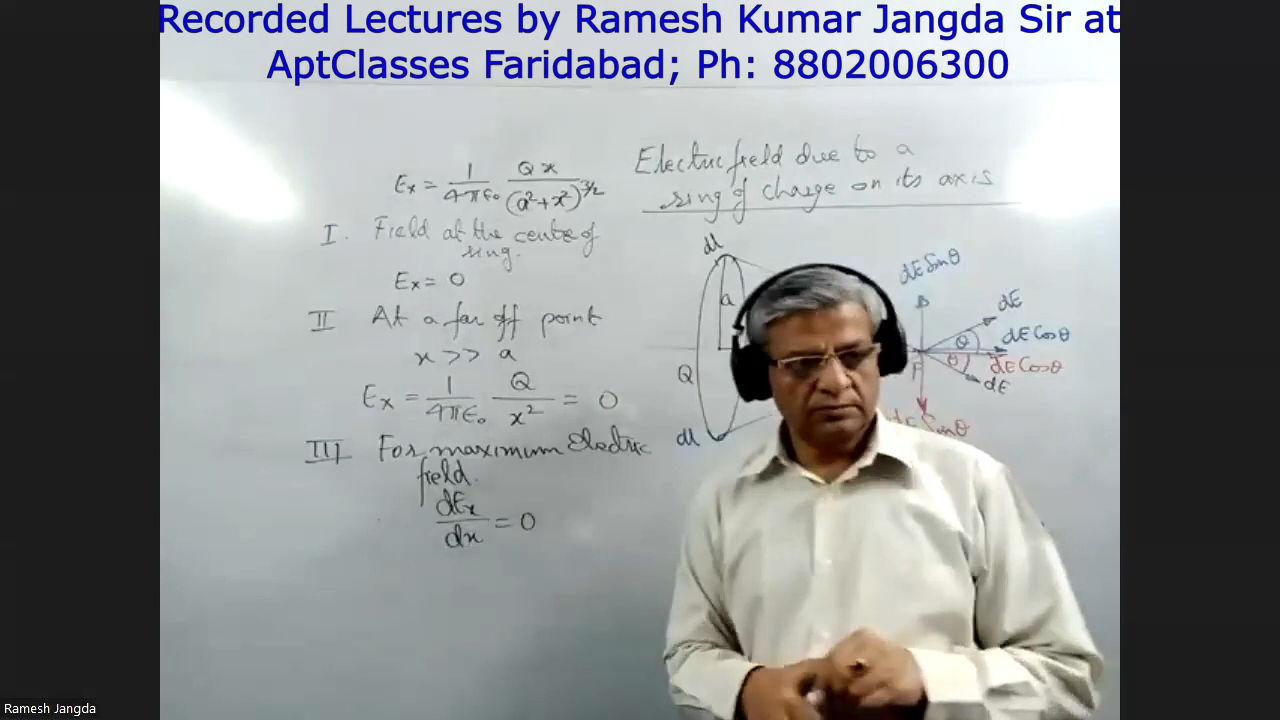 Recorded Lectures by Ramesh Kumar Jangda Sir at
AptClasses Faridabad; Ph: 8802006300
Electric field due to a
ring of charge on its axis
Ex = 1/4πε₀ Qx/(a²+x²)^3/2
I. Field at the centre of
ring.
Ex = 0
II At a far off point
x >> a
Ex = 1/4πε₀ Q/x² = 0
III For maximum Electric
field.
dEx/dx = 0
dl
a
Q
dl
dE Sinθ
dE
θ
dE Cosθ
θ
dE Cosθ
dE
Sinθ
Ramesh Jangda